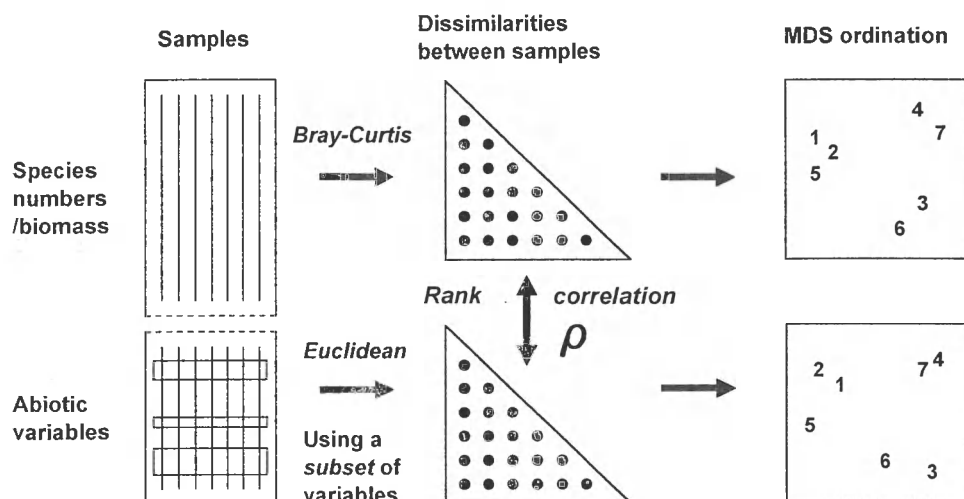 Samples
Dissimilarities
between samples
MDS ordination
Species
numbers
/biomass
Bray-Curtis
4
1
7
2
5
3
6
Rank
correlation
ρ
Abiotic
variables
Euclidean
Using a
subset of
variables
2
4
7
1
5
6
3